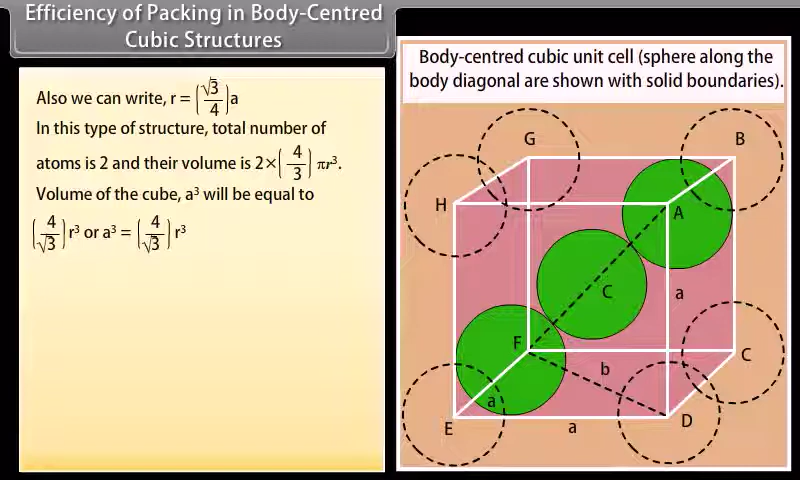 Efficiency of Packing in Body-Centred
Cubic Structures
Also we can write, r = (√3/4)a
In this type of structure, total number of
atoms is 2 and their volume is 2×(4/3) πr³.
Volume of the cube, a³ will be equal to
(4/√3) r³ or a³ = (4/√3) r³
Body-centred cubic unit cell (sphere along the
body diagonal are shown with solid boundaries).
G
B
H
A
C
a
F
C
b
a
E
a
D